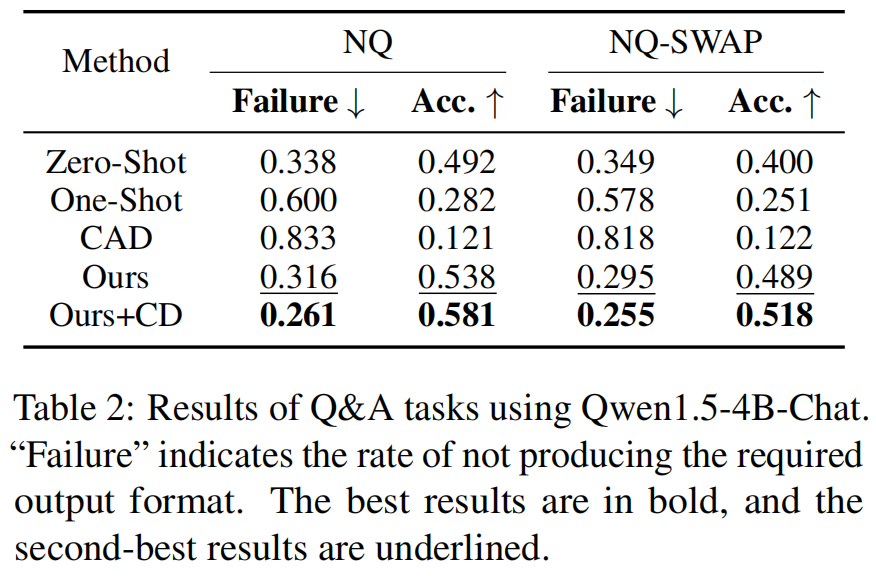 Method NQ NQ-SWAP
Failure ↓ Acc. ↑ Failure ↓ Acc. ↑
Zero-Shot 0.338 0.492 0.349 0.400
One-Shot 0.600 0.282 0.578 0.251
CAD 0.833 0.121 0.818 0.122
Ours 0.316 0.538 0.295 0.489
Ours+CD 0.261 0.581 0.255 0.518
Table 2: Results of Q&A tasks using Qwen1.5-4B-Chat.
“Failure” indicates the rate of not producing the required
output format. The best results are in bold, and the
second-best results are underlined.